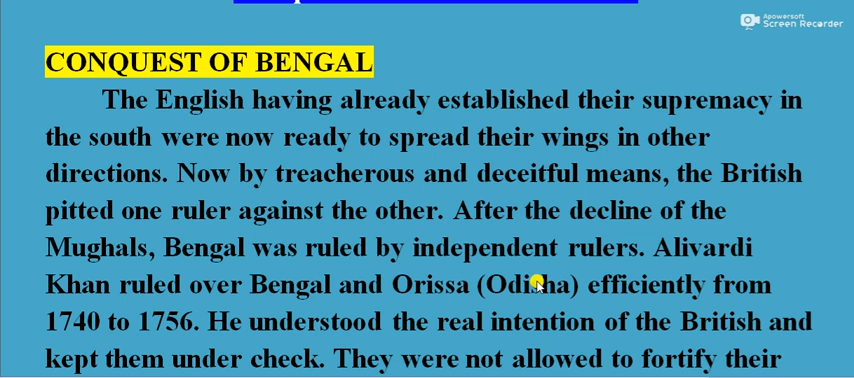 Apowersoft
Screen Recorder
CONQUEST OF BENGAL
The English having already established their supremacy in
the south were now ready to spread their wings in other
directions. Now by treacherous and deceitful means, the British
pitted one ruler against the other. After the decline of the
Mughals, Bengal was ruled by independent rulers. Alivardi
Khan ruled over Bengal and Orissa (Odisha) efficiently from
1740 to 1756. He understood the real intention of the British and
kept them under check. They were not allowed to fortify their